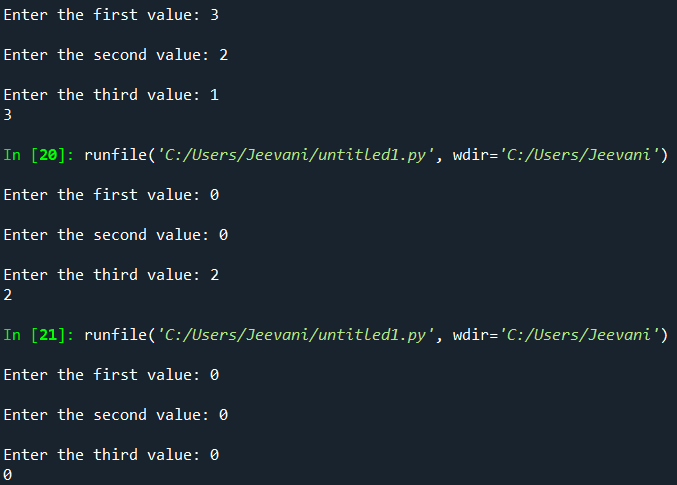 Enter the first value: 3
Enter the second value: 2
Enter the third value: 1
3
In [20]: runfile('C:/Users/Jeevani/untitled1.py', wdir='C:/Users/Jeevani')
Enter the first value: 0
Enter the second value: 0
Enter the third value: 2
2
In [21]: runfile('C:/Users/Jeevani/untitled1.py', wdir='C:/Users/Jeevani')
Enter the first value: 0
Enter the second value: 0
Enter the third value: 0
0